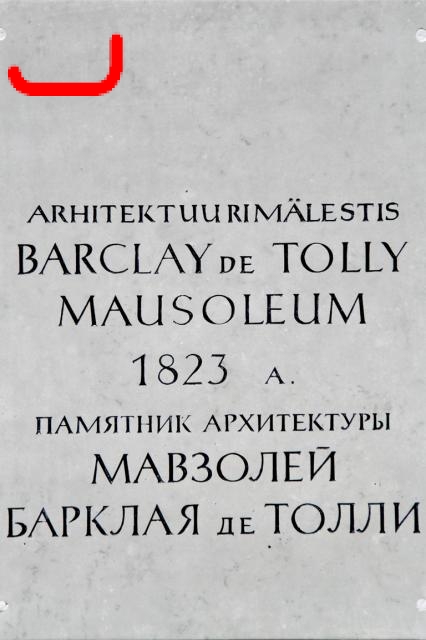 ARHITEKTUURIMÄLESTIS
BARCLAY DE TOLLY
MAUSOLEUM
1823 A.
ПАМЯТНИК АРХИТЕКТУРЫ
МАВЗОЛЕЙ
БАРКЛАЯ ДЕ ТОЛЛИ